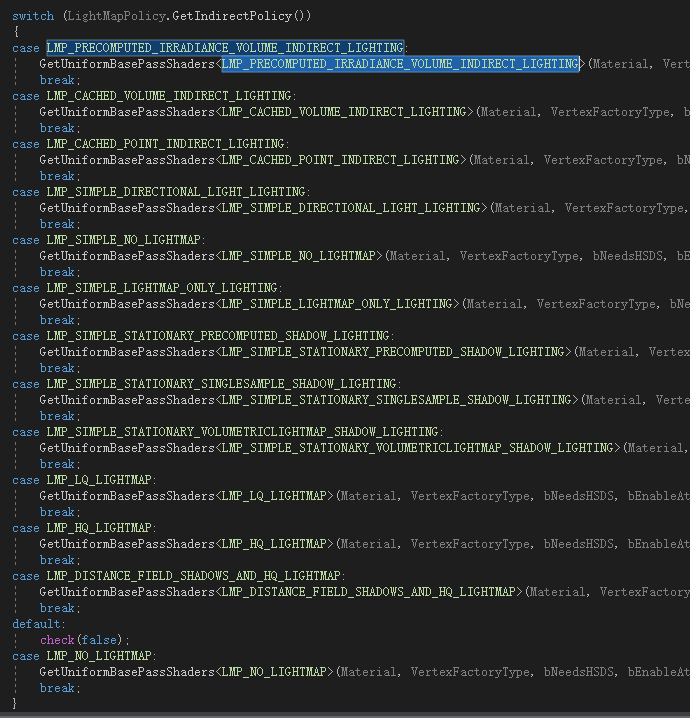 switch (LightMapPolicy.GetIndirectPolicy())
{
case LMP_PRECOMPUTED_IRRADIANCE_VOLUME_INDIRECT_LIGHTING:
GetUniformBasePassShaders<LMP_PRECOMPUTED_IRRADIANCE_VOLUME_INDIRECT_LIGHTING>(Material, Vert
break;
case LMP_CACHED_VOLUME_INDIRECT_LIGHTING:
GetUniformBasePassShaders<LMP_CACHED_VOLUME_INDIRECT_LIGHTING>(Material, VertexFactoryType, b
break;
case LMP_CACHED_POINT_INDIRECT_LIGHTING:
GetUniformBasePassShaders<LMP_CACHED_POINT_INDIRECT_LIGHTING>(Material, VertexFactoryType, bN
break;
case LMP_SIMPLE_DIRECTIONAL_LIGHT_LIGHTING:
GetUniformBasePassShaders<LMP_SIMPLE_DIRECTIONAL_LIGHT_LIGHTING>(Material, VertexFactoryType,
break;
case LMP_SIMPLE_NO_LIGHTMAP:
GetUniformBasePassShaders<LMP_SIMPLE_NO_LIGHTMAP>(Material, VertexFactoryType, bNeedsHSDS, bE
break;
case LMP_SIMPLE_LIGHTMAP_ONLY_LIGHTING:
GetUniformBasePassShaders<LMP_SIMPLE_LIGHTMAP_ONLY_LIGHTING>(Material, VertexFactoryType, bNe
break;
case LMP_SIMPLE_STATIONARY_PRECOMPUTED_SHADOW_LIGHTING:
GetUniformBasePassShaders<LMP_SIMPLE_STATIONARY_PRECOMPUTED_SHADOW_LIGHTING>(Material, Vertex
break;
case LMP_SIMPLE_STATIONARY_SINGLESAMPLE_SHADOW_LIGHTING:
GetUniformBasePassShaders<LMP_SIMPLE_STATIONARY_SINGLESAMPLE_SHADOW_LIGHTING>(Material, Verte
break;
case LMP_SIMPLE_STATIONARY_VOLUMETRICLIGHTMAP_SHADOW_LIGHTING:
GetUniformBasePassShaders<LMP_SIMPLE_STATIONARY_VOLUMETRICLIGHTMAP_SHADOW_LIGHTING>(Material,
break;
case LMP_LQ_LIGHTMAP:
GetUniformBasePassShaders<LMP_LQ_LIGHTMAP>(Material, VertexFactoryType, bNeedsHSDS, bEnableAt
break;
case LMP_HQ_LIGHTMAP:
GetUniformBasePassShaders<LMP_HQ_LIGHTMAP>(Material, VertexFactoryType, bNeedsHSDS, bEnableAt
break;
case LMP_DISTANCE_FIELD_SHADOWS_AND_HQ_LIGHTMAP:
GetUniformBasePassShaders<LMP_DISTANCE_FIELD_SHADOWS_AND_HQ_LIGHTMAP>(Material, VertexFactory
break;
default:
check(false);
case LMP_NO_LIGHTMAP:
GetUniformBasePassShaders<LMP_NO_LIGHTMAP>(Material, VertexFactoryType, bNeedsHSDS, bEnableAt
break;
}